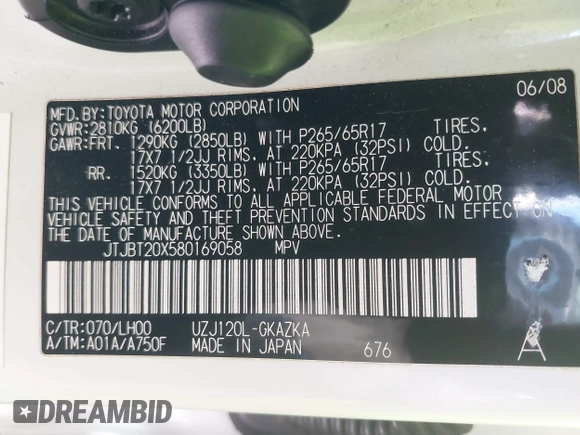 06/08
MFD.BY:TOYOTA MOTOR CORPORATION
GVWR:2810KG (6200LB)
GAWR:FRT. 1290KG (2850LB) WITH P265/65R17 TIRES,
17X7 1/2JJ RIMS, AT 220KPA (32PSI) COLD.
RR. 1520KG (3350LB) WITH P265/65R17 TIRES,
17X7 1/2JJ RIMS, AT 220KPA (32PSI) COLD.
THIS VEHICLE CONFORMS TO ALL APPLICABLE FEDERAL MOTOR
VEHICLE SAFETY AND THEFT PREVENTION STANDARDS IN EFFECT ON
THE DATE OF MANUFACTURE SHOWN ABOVE.
JTJBT20X580169058 MPV
C/TR:070/LH00 UZJ120L-GKAZKA
A/TM:A01A/A750F MADE IN JAPAN 676 A
DREAMBID